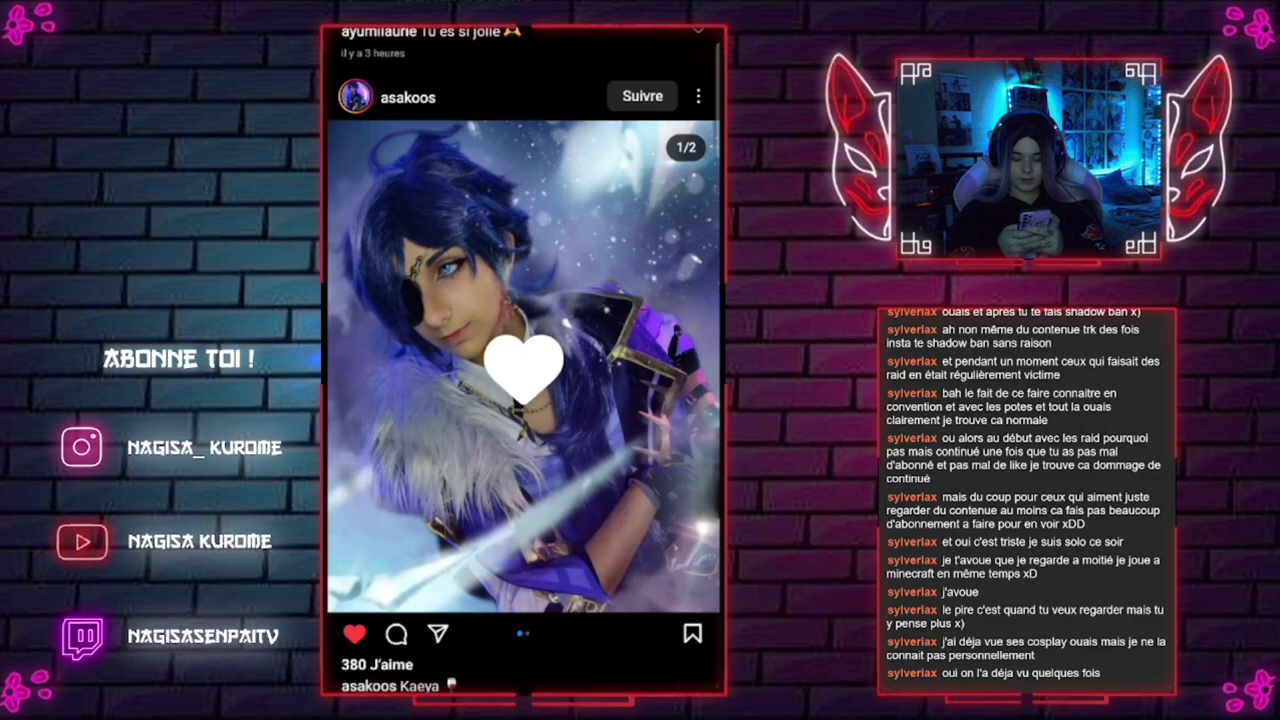 ayumilaurie Tu es si jolie
il y a 3 heures
asakoos
Suivre
1/2
380 J'aime
asakoos Kaeya
ABONNE TOI !
NAGISA_ KUROME
NAGISA KUROME
NAGISASENPAITV
sylveriax ouais et après tu te fais shadow ban x)
sylveriax ah non même du contenue trk des fois
insta te shadow ban sans raison
sylveriax et pendant un moment ceux qui faisait des
raid en était régulièrement victime
sylveriax bah le fait de ce faire connaitre en
convention et avec les potes et tout la ouais
clairement je trouve ca normale
sylveriax ou alors au début avec les raid pourquoi
pas mais continué une fois que tu as pas mal
d'abonné et pas mal de like je trouve ca dommage de
continué
sylveriax mais du coup pour ceux qui aiment juste
regarder du contenue au moins ca fais pas beaucoup
d'abonnement a faire pour en voir xDD
sylveriax et oui c'est triste je suis solo ce soir
sylveriax je t'avoue que je regarde a moitié je joue a
minecraft en même temps xD
sylveriax j'avoue
sylveriax le pire c'est quand tu veux regarder mais tu
y pense plus x)
sylveriax j'ai déja vue ses cosplay ouais mais je ne la
connait pas personnellement
sylveriax oui on l'a déja vu quelques fois